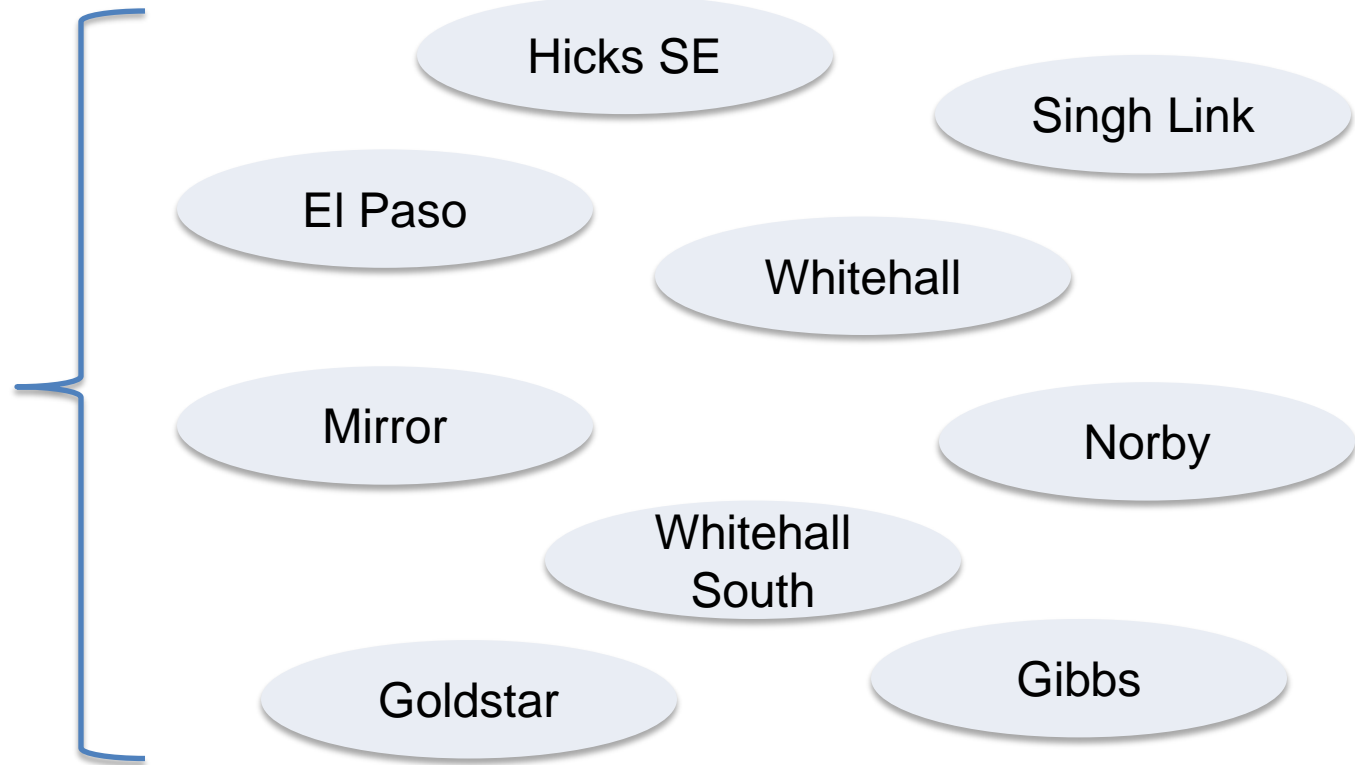 Hicks SE
Singh Link
El Paso
Whitehall
Mirror
Norby
Whitehall
South
Gibbs
Goldstar